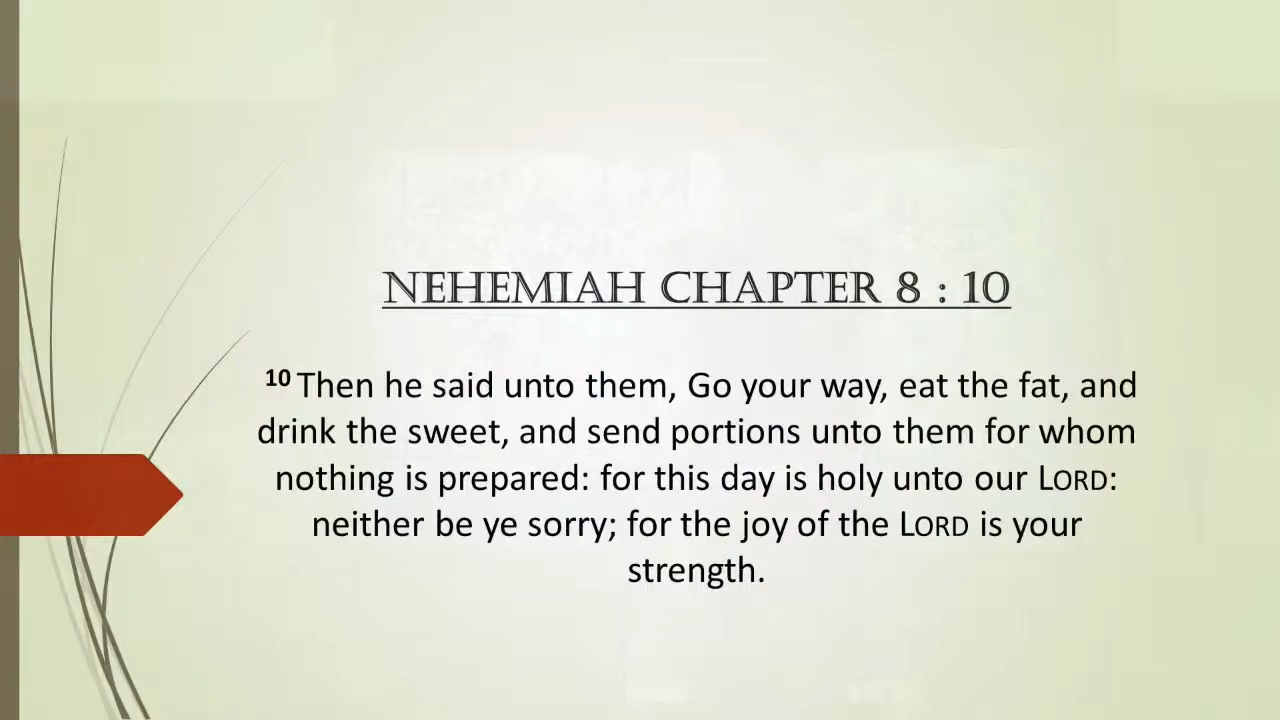 NEHEMIAH CHAPTER 8 : 10
10 Then he said unto them, Go your way, eat the fat, and
drink the sweet, and send portions unto them for whom
nothing is prepared: for this day is holy unto our LORD:
neither be ye sorry; for the joy of the LORD is your
strength.